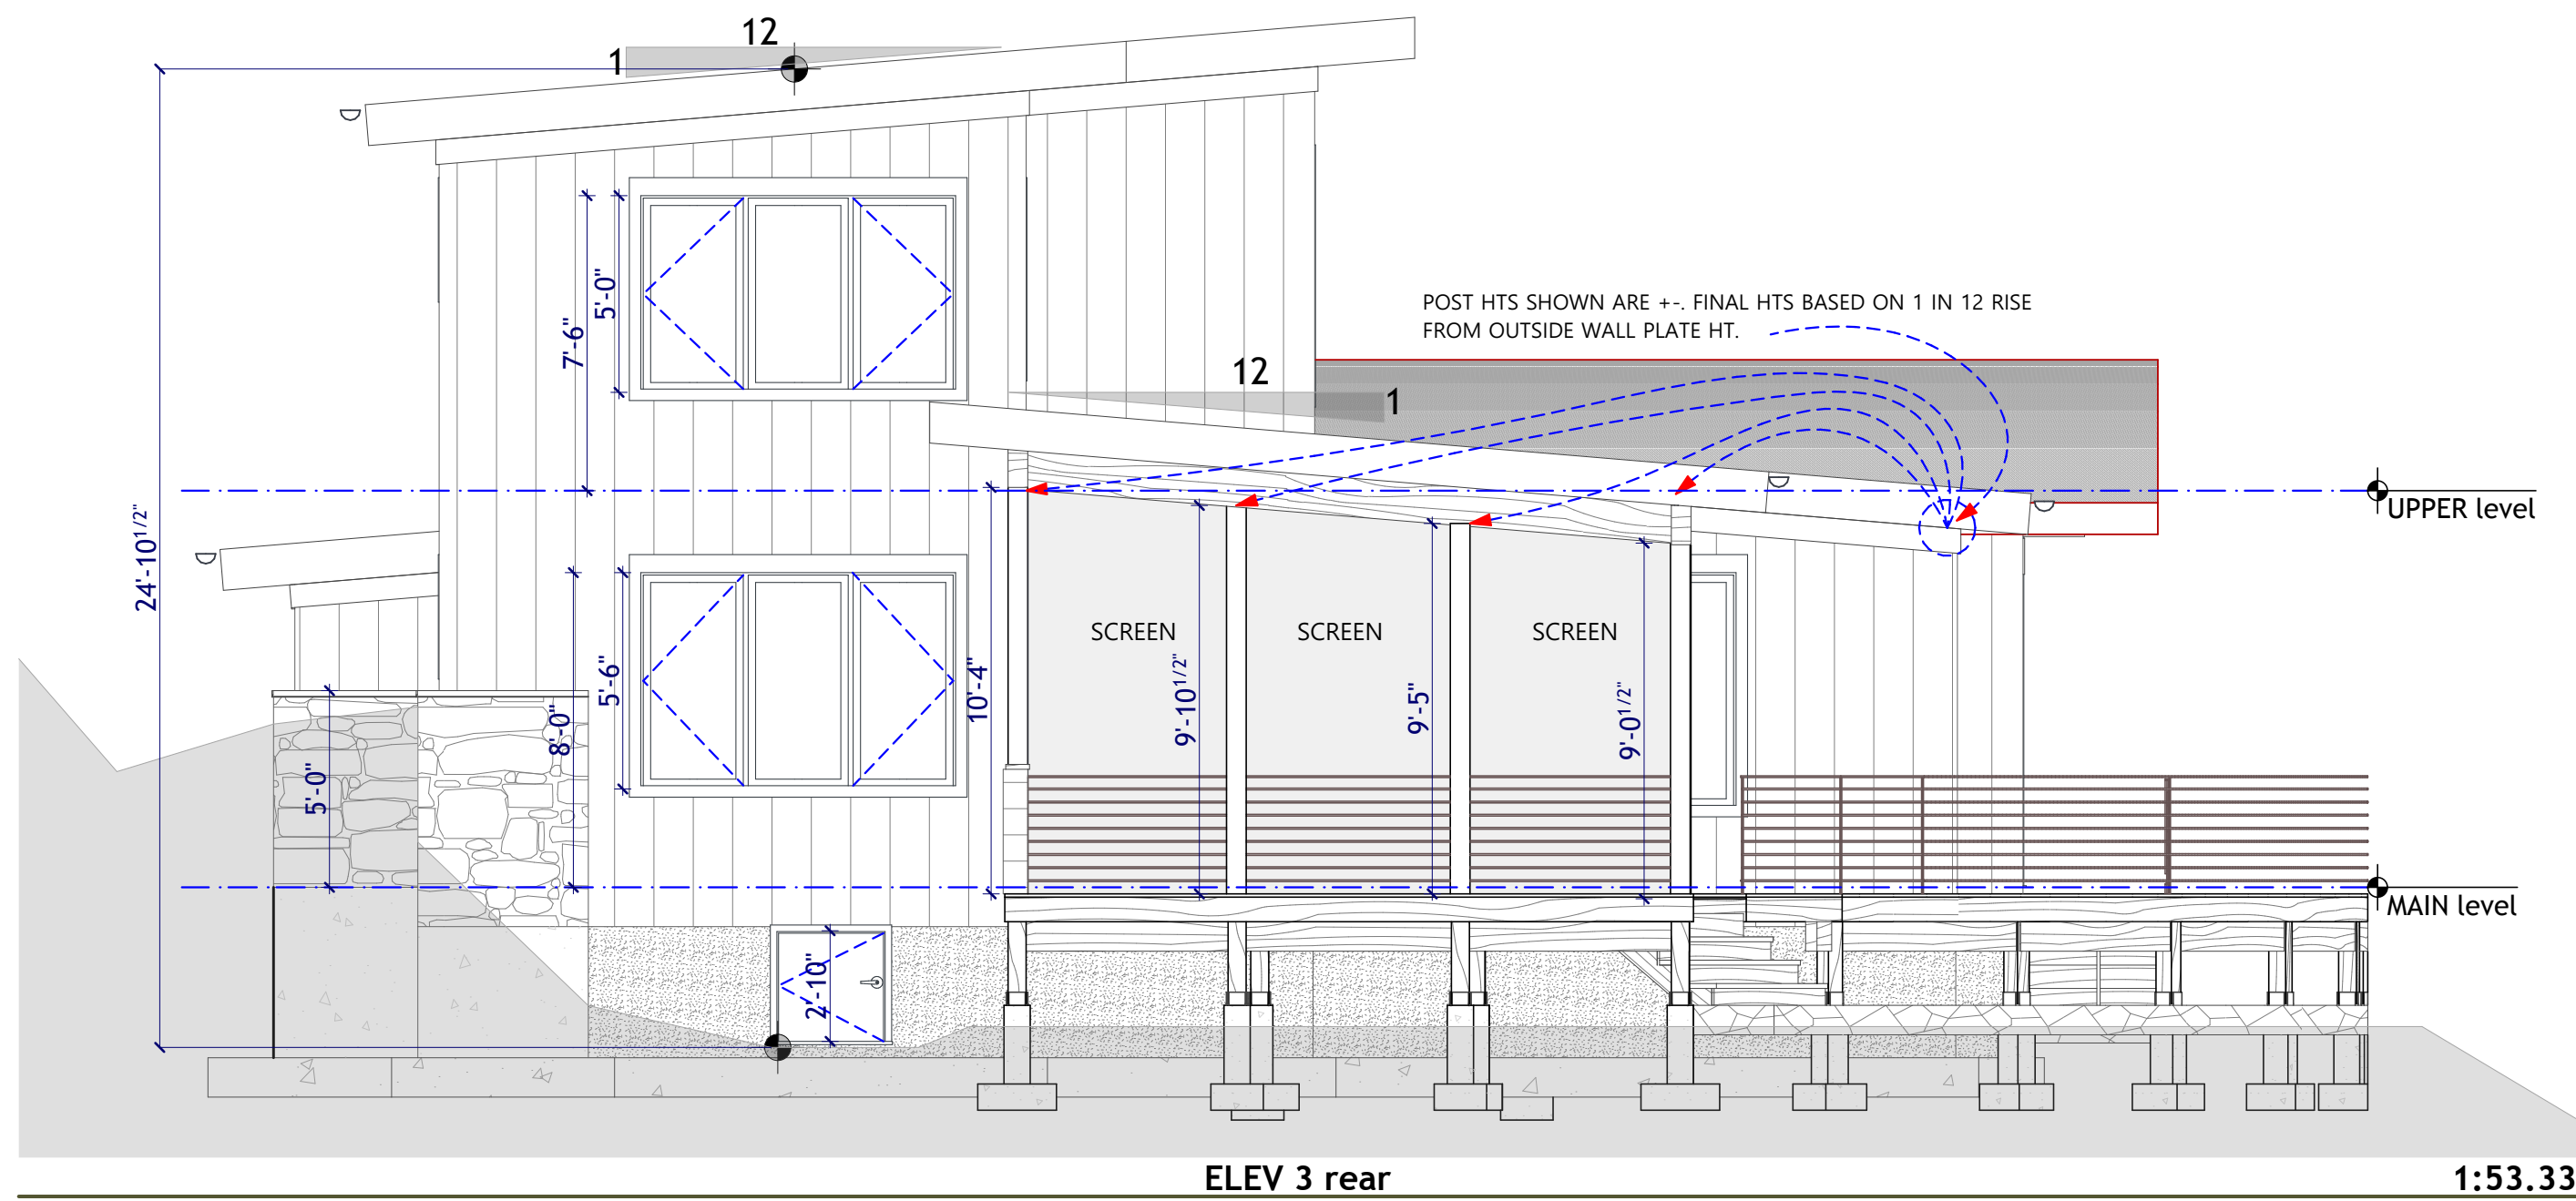 12
1
POST HTS SHOWN ARE +-. FINAL HTS BASED ON 1 IN 12 RISE
FROM OUTSIDE WALL PLATE HT.
12
1
5'-0"
7'-6"
UPPER level
24'-10 1/2"
SCREEN
SCREEN
SCREEN
5'-6"
10'-4"
9'-10 1/2"
9'-5"
9'-0 1/2"
8'-0"
5'-0"
MAIN level
2'-10"
ELEV 3 rear
1:53.33